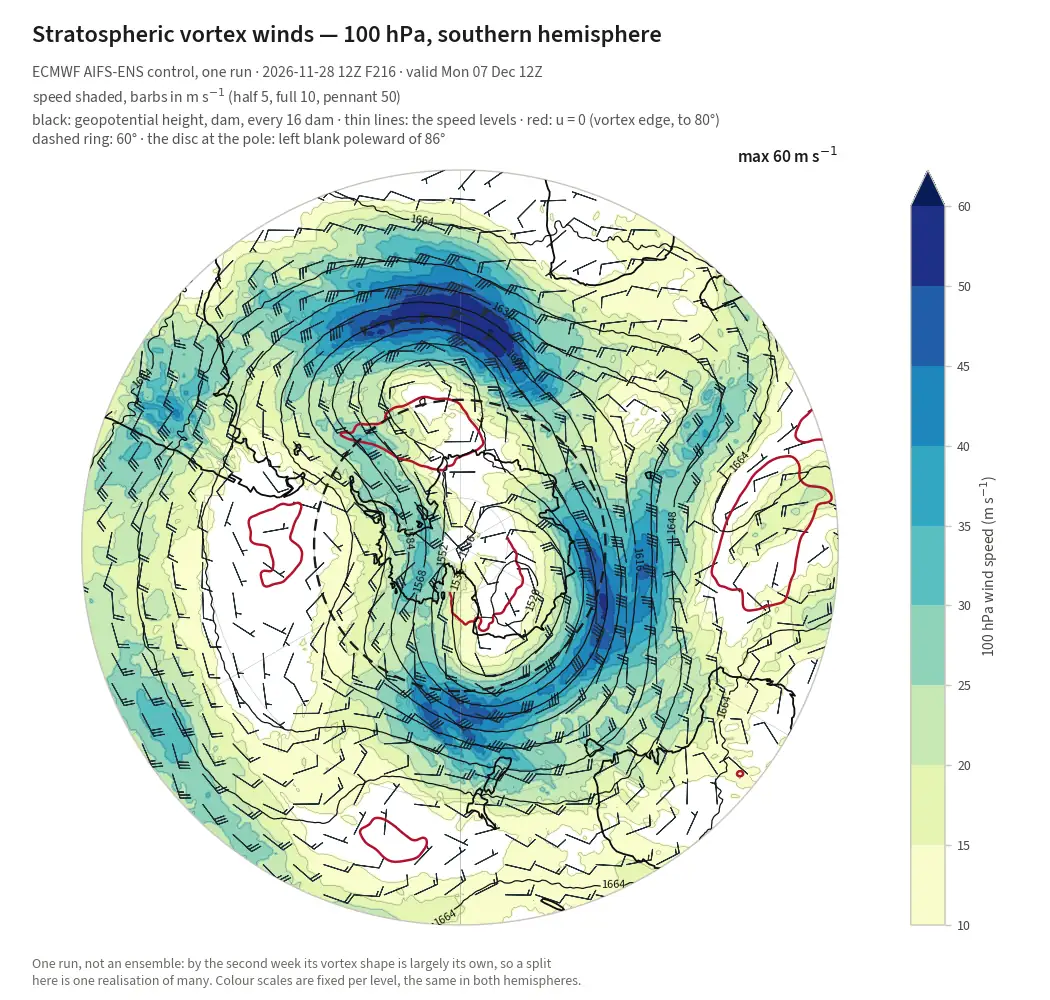 Stratospheric vortex winds — 100 hPa, southern hemisphere
ECMWF AIFS-ENS control, one run · 2026-11-28 12Z F216 · valid Mon 07 Dec 12Z
speed shaded, barbs in m s⁻¹ (half 5, full 10, pennant 50)
black: geopotential height, dam, every 16 dam · thin lines: the speed levels · red: u = 0 (vortex edge, to 80°)
dashed ring: 60° · the disc at the pole: left blank poleward of 86°
max 60 m s⁻¹
1664
1664
1648
1616
1584
1568
1552
1520
1664
1664
1664
60
50
45
40
35
30
25
20
15
10
100 hPa wind speed (m s⁻¹)
One run, not an ensemble: by the second week its vortex shape is largely its own, so a split
here is one realisation of many. Colour scales are fixed per level, the same in both hemispheres.